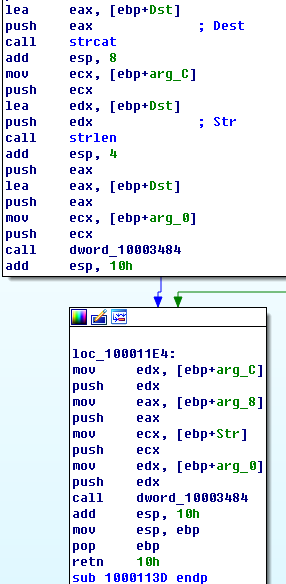 lea eax, [ebp+Dst]
push eax ; Dest
call strcat
add esp, 8
mov ecx, [ebp+arg_C]
push ecx
lea edx, [ebp+Dst]
push edx ; Str
call strlen
add esp, 4
push eax
lea eax, [ebp+Dst]
push eax
mov ecx, [ebp+arg_0]
push ecx
call dword_10003484
add esp, 10h
loc_100011E4:
mov edx, [ebp+arg_C]
push edx
mov eax, [ebp+arg_8]
push eax
mov ecx, [ebp+Str]
push ecx
mov edx, [ebp+arg_0]
push edx
call dword_10003484
add esp, 10h
mov esp, ebp
pop ebp
retn 10h
sub_1000113D endp